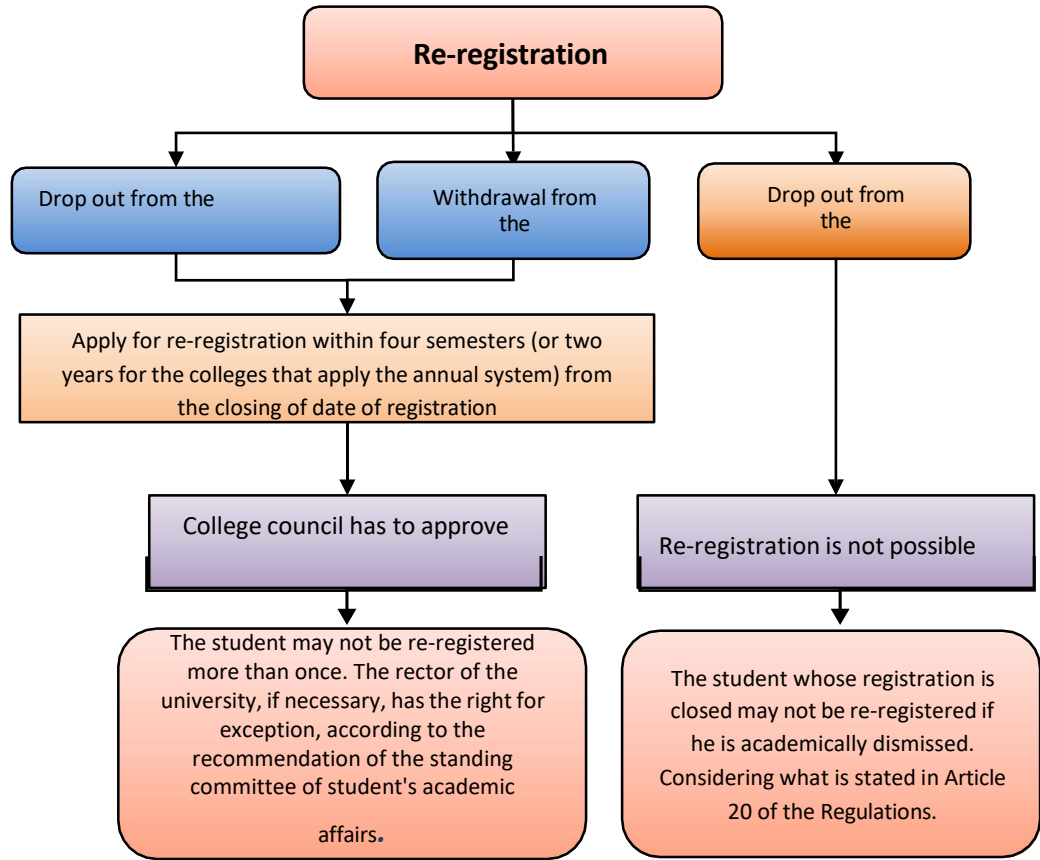 Re-registration
Drop out from the
Withdrawal from
the
Drop out from
the
Apply for re-registration within four semesters (or two
years for the colleges that apply the annual system) from
the closing of date of registration
College council has to approve
Re-registration is not possible
The student may not be re-registered
more than once. The rector of the
university, if necessary, has the right for
exception, according to the
recommendation of the standing
committee of student's academic
affairs.
The student whose registration is
closed may not be re-registered if
he is academically dismissed.
Considering what is stated in Article
20 of the Regulations.